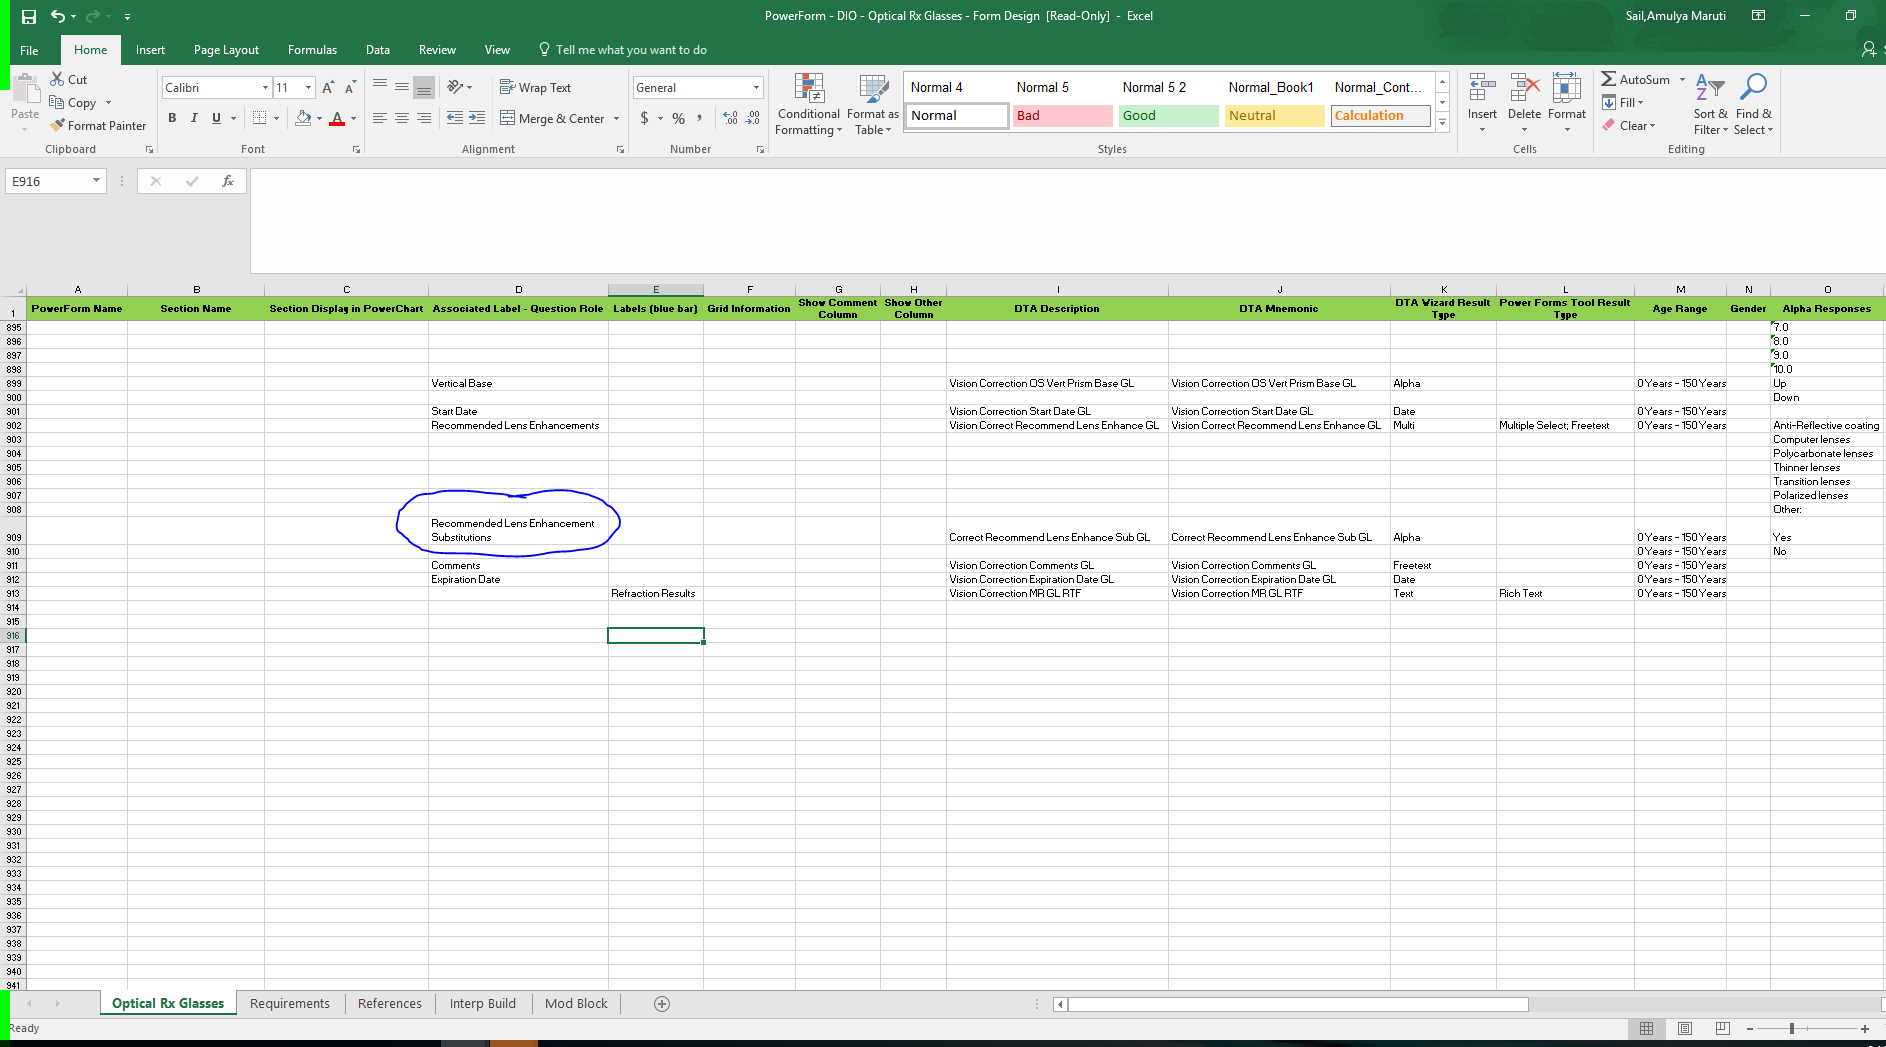 PowerForm - DIO - Optical Rx Glasses - Form Design [Read-Only] - Excel
Sail,Amulya Maruti
File Home Insert Page Layout Formulas Data Review View Tell me what you want to do
Cut
Copy
Format Painter
Paste
Clipboard
Calibri 11
B I U
Font
Wrap Text
Merge & Center
Alignment
General
$ % ,
Number
Conditional Formatting
Format as Table
Normal 4 Normal 5 Normal 5 2 Normal_Book1 Normal_Cont...
Normal Bad Good Neutral Calculation
Styles
Insert Delete Format
Cells
AutoSum
Fill
Clear
Sort & Filter
Find & Select
Editing
E916
fx
A B C D E F G H I J K L M N O
1 PowerForm Name Section Name Section Display in PowerChart Associated Label - Question Role Labels (blue bar) Grid Information Show Comment Column Show Other Column DTA Description DTA Mnemonic DTA Wizard Result Type Power Forms Tool Result Type Age Range Gender Alpha Responses
895 7.0
896 8.0
897 9.0
898 10.0
899 Vertical Base Vision Correction OS Vert Prism Base GL Vision Correction OS Vert Prism Base GL Alpha 0 Years - 150 Years Up
900 Down
901 Start Date Vision Correction Start Date GL Vision Correction Start Date GL Date 0 Years - 150 Years
902 Recommended Lens Enhancements Vision Correct Recommend Lens Enhance GL Vision Correct Recommend Lens Enhance GL Multi Multiple Select; Freetext 0 Years - 150 Years Anti-Reflective coating
903 Computer lenses
904 Polycarbonate lenses
905 Thinner lenses
906 Transition lenses
907 Polarized lenses
908 Other:
Recommended Lens Enhancement
909 Substitutions Correct Recommend Lens Enhance Sub GL Correct Recommend Lens Enhance Sub GL Alpha 0 Years - 150 Years Yes
910 0 Years - 150 Years No
911 Comments Vision Correction Comments GL Vision Correction Comments GL Freetext 0 Years - 150 Years
912 Expiration Date Vision Correction Expiration Date GL Vision Correction Expiration Date GL Date 0 Years - 150 Years
913 Refraction Results Vision Correction MR GL RTF Vision Correction MR GL RTF Text Rich Text 0 Years - 150 Years
914
915
916
917
918
919
920
921
922
923
924
925
926
927
928
929
930
931
932
933
934
935
936
937
938
939
940
941
Optical Rx Glasses Requirements References Interp Build Mod Block
Ready